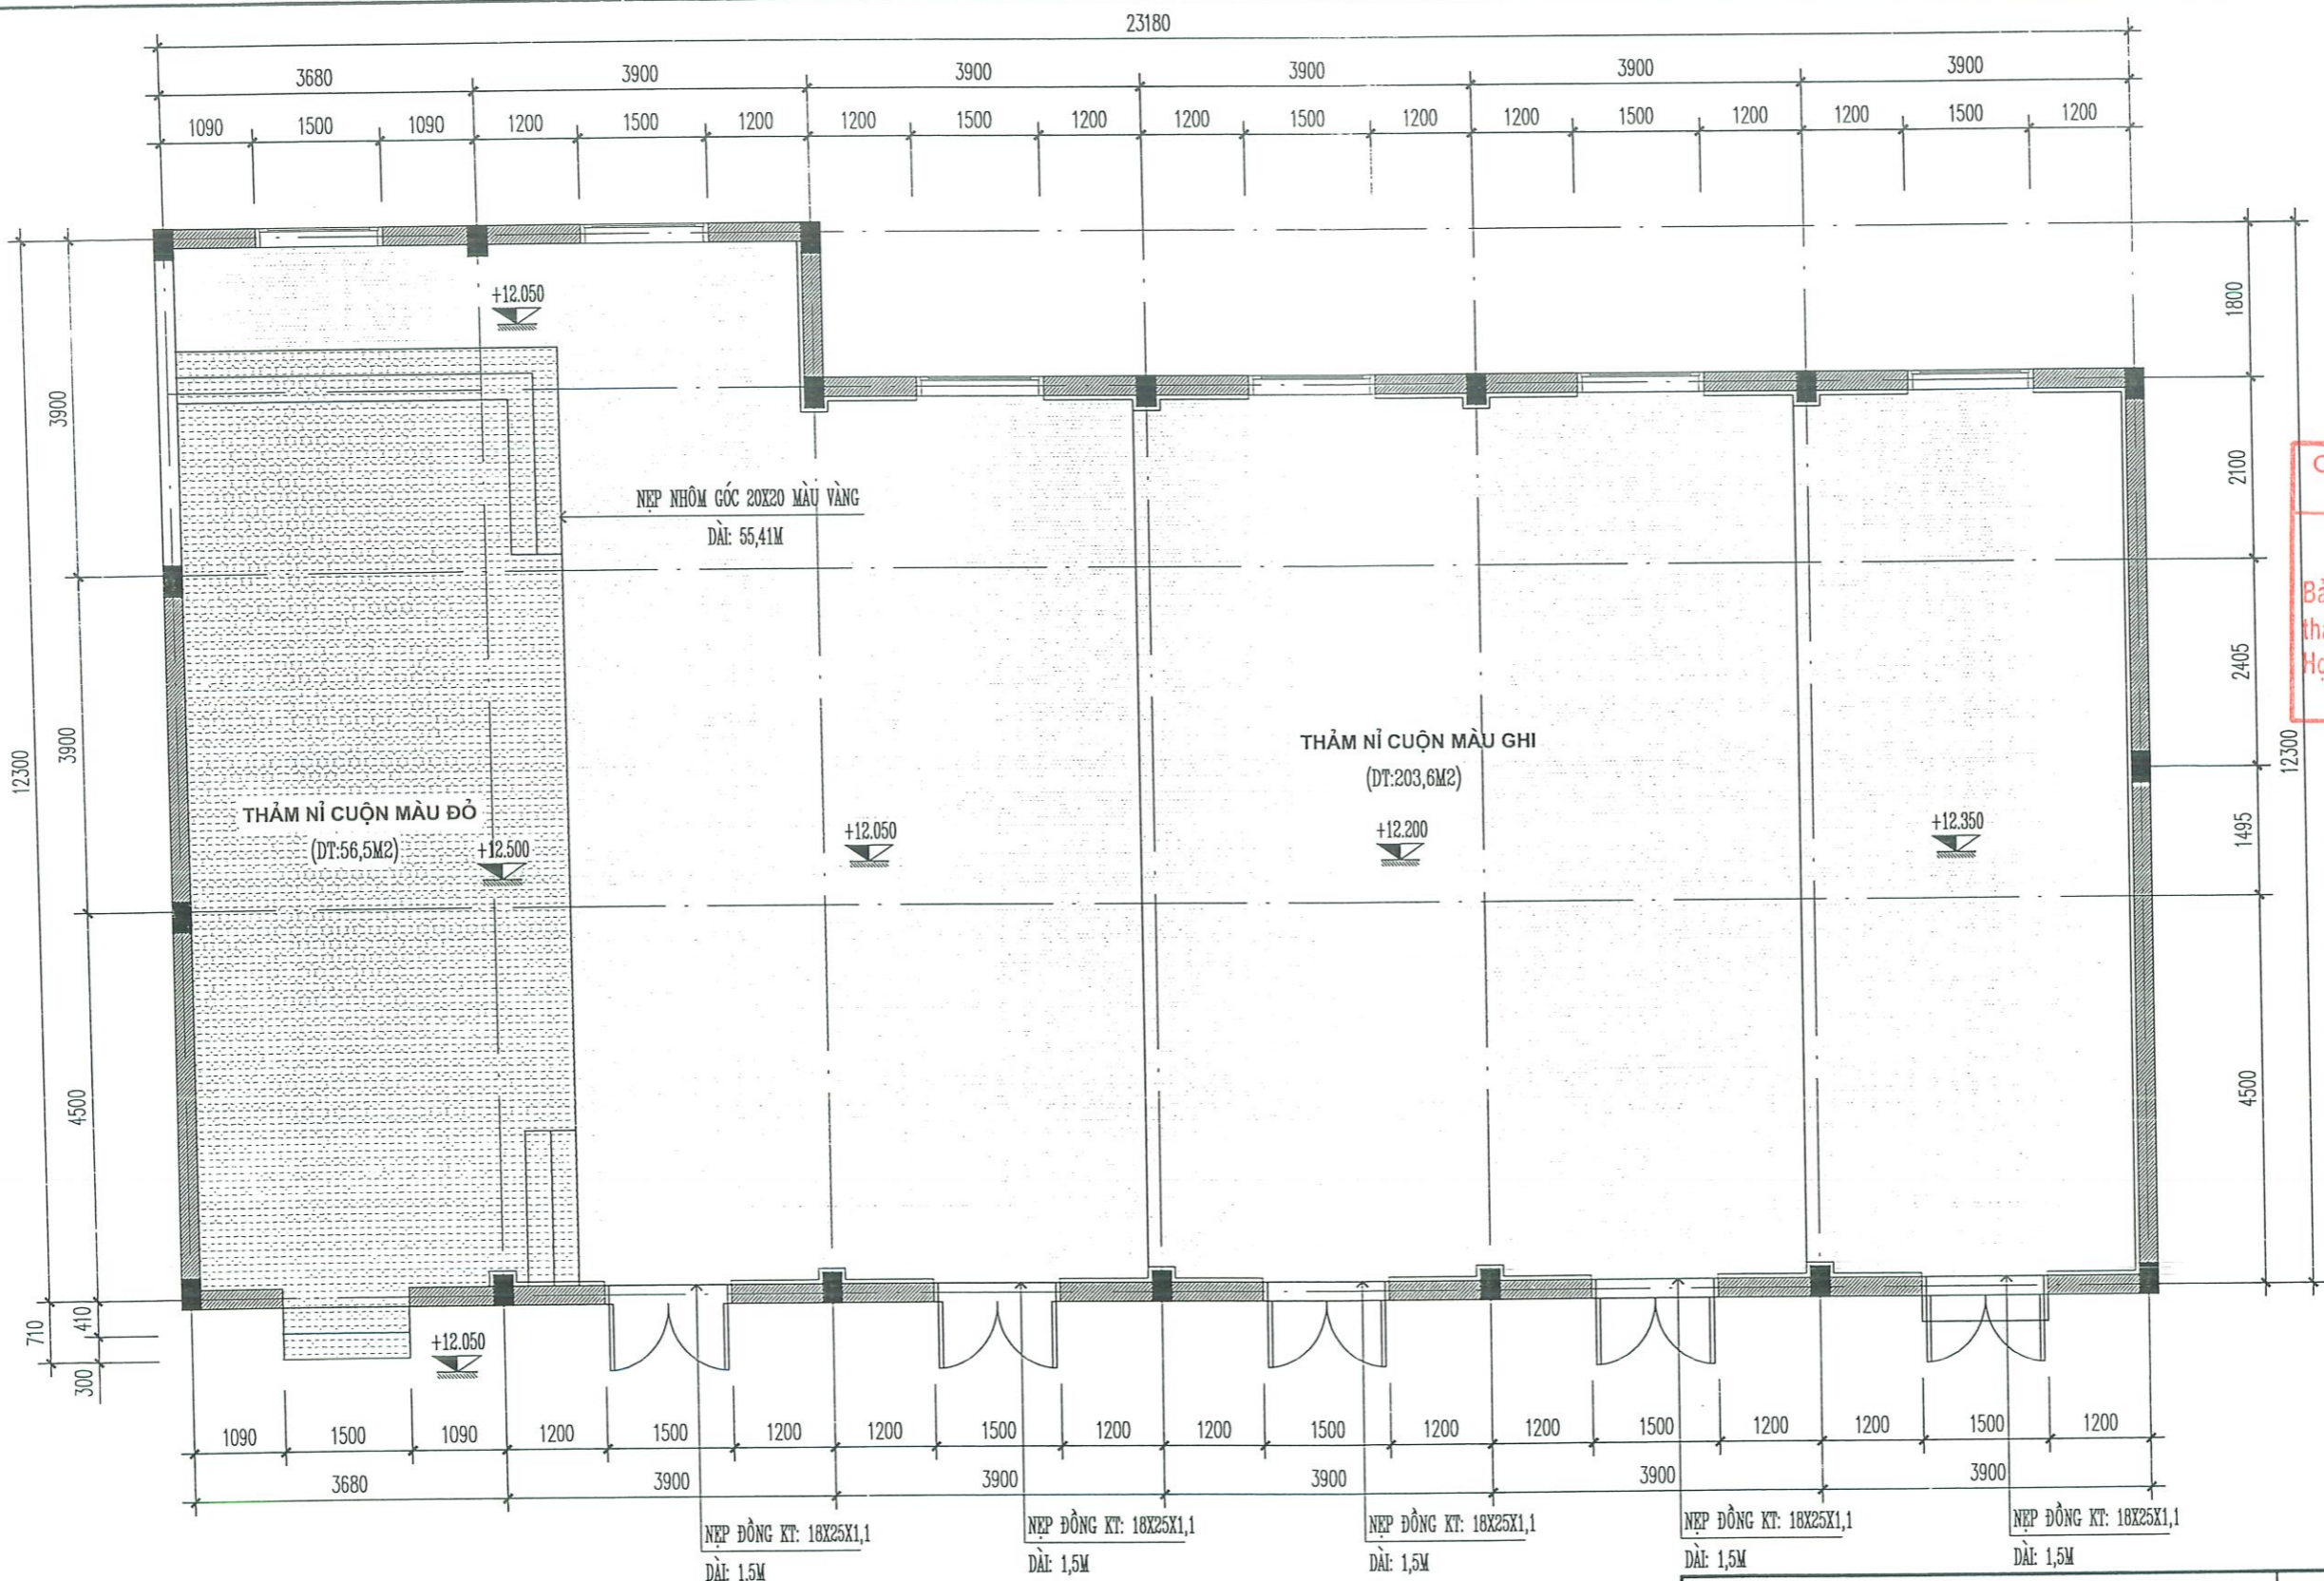 23180
3680 3900 3900 3900 3900 3900
1090 1500 1090 1200 1500 1200 1200 1500 1200 1200 1500 1200 1200 1500 1200 1200 1500 1200
+12.050
1800
3900
2100
NẸP NHÔM GÓC 20X20 MÀU VÀNG
DÀI: 55,41M
2405
12300
3900
12300
THẢM NỈ CUỘN MÀU GHI
(DT:203,6M2)
THẢM NỈ CUỘN MÀU ĐỎ
(DT:56,5M2)
+12.500
+12.050
+12.200
+12.350
1495
4500
4500
710
410
300
+12.050
1090 1500 1090 1200 1500 1200 1200 1500 1200 1200 1500 1200 1200 1500 1200 1200 1500 1200
3680 3900 3900 3900 3900 3900
NẸP ĐỒNG KT: 18X25X1,1
DÀI: 1,5M
NẸP ĐỒNG KT: 18X25X1,1
DÀI: 1,5M
NẸP ĐỒNG KT: 18X25X1,1
DÀI: 1,5M
NẸP ĐỒNG KT: 18X25X1,1
DÀI: 1,5M
NẸP ĐỒNG KT: 18X25X1,1
DÀI: 1,5M